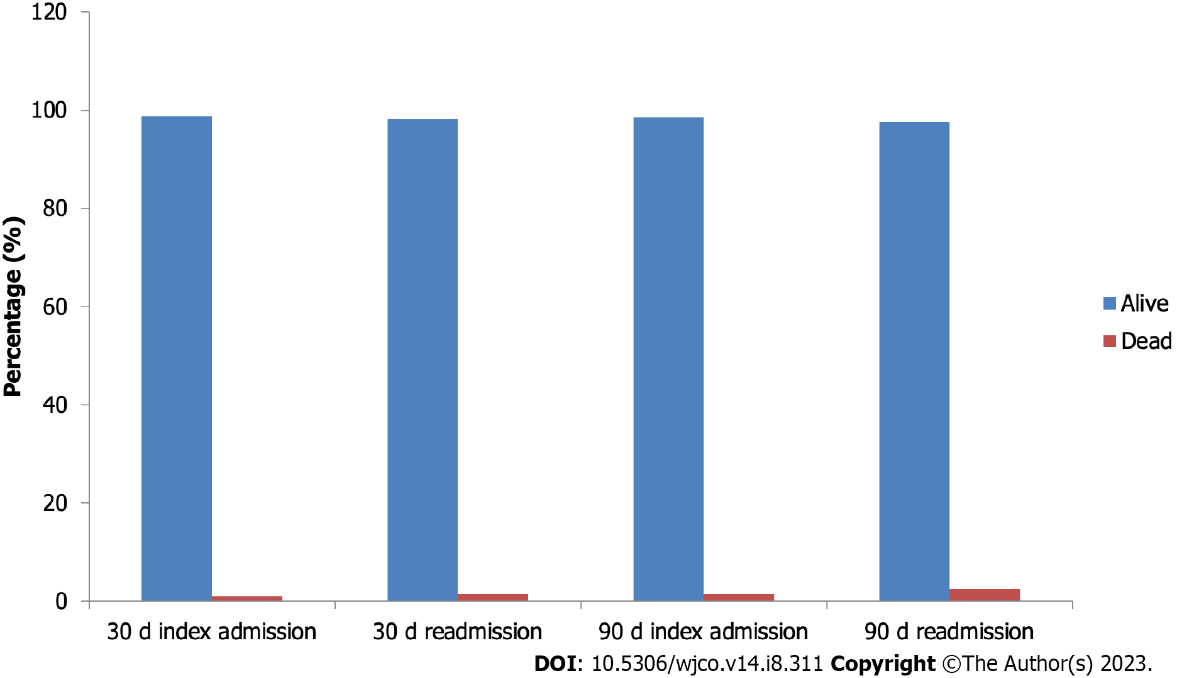 Percentage (%)
120
100
80
60
40
20
0
30 d index admission
30 d readmission
90 d index admission
90 d readmission
Alive
Dead
DOI: 10.5306/wjco.v14.i8.311 Copyright ©The Author(s) 2023.